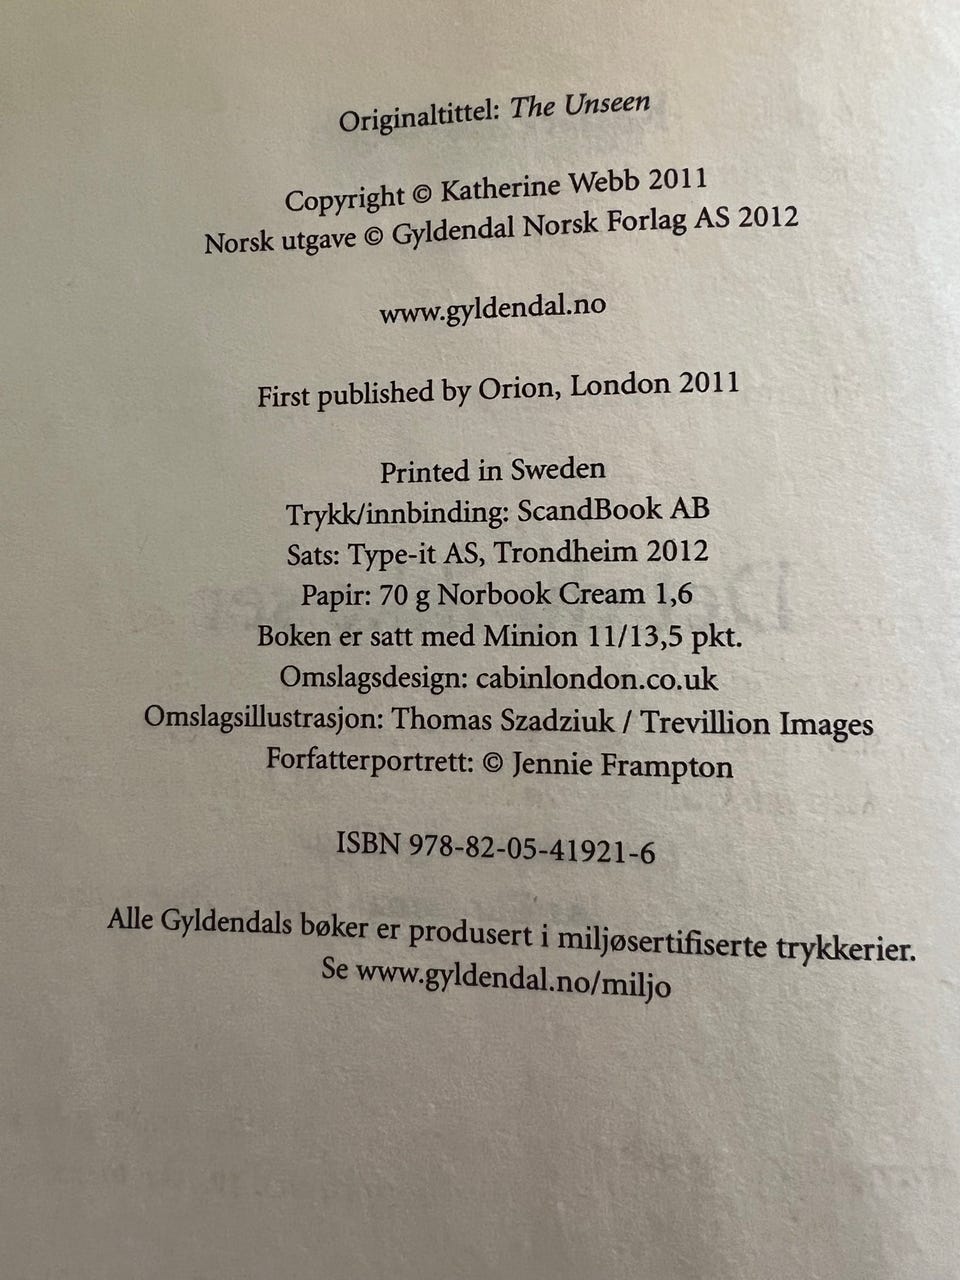 Originaltittel: The Unseen
Copyright © Katherine Webb 2011
Norsk utgave © Gyldendal Norsk Forlag AS 2012
www.gyldendal.no
First published by Orion, London 2011
Printed in Sweden
Trykk/innbinding: ScandBook AB
Sats: Type-it AS, Trondheim 2012
Papir: 70 g Norbook Cream 1,6
Boken er satt med Minion 11/13,5 pkt.
Omslagsdesign: cabinlondon.co.uk
Omslagsillustrasjon: Thomas Szadziuk / Trevillion Images
Forfatterportrett: © Jennie Frampton
ISBN 978-82-05-41921-6
Alle Gyldendals bøker er produsert i miljøsertifiserte trykkerier.
Se www.gyldendal.no/miljo